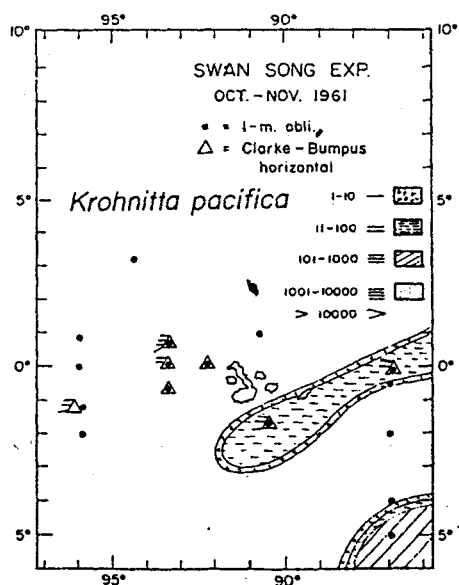 95° 90°
10° 10°
SWAN SONG EXP.
OCT.-NOV. 1961
• = 1-m. obli.
△ = Clarke-Bumpus
horizontal
Krohnitta pacifica
1-10
11-100
101-1000
1001-10000
> 10000
5° 5°
0° 0°
5° 5°
95° 90°